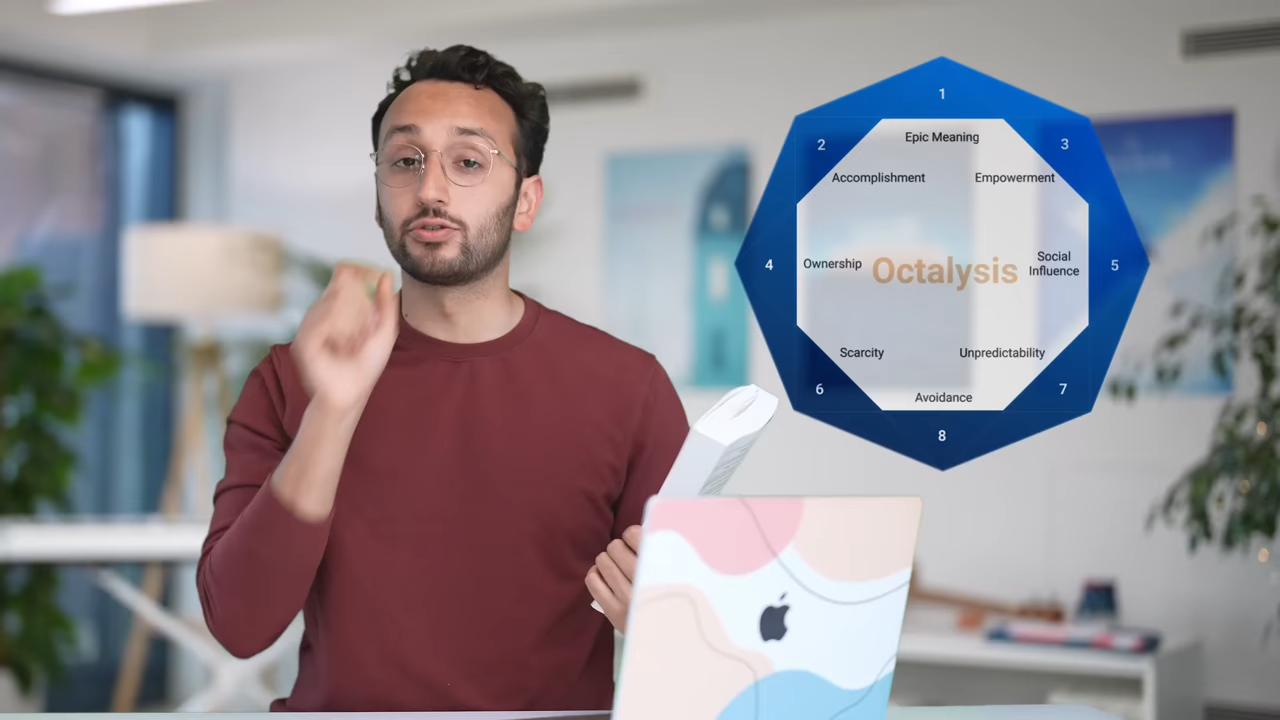 1
Epic Meaning
2
3
Accomplishment
Empowerment
4
Ownership
Octalysis
Social
Influence
5
Scarcity
Unpredictability
6
7
Avoidance
8